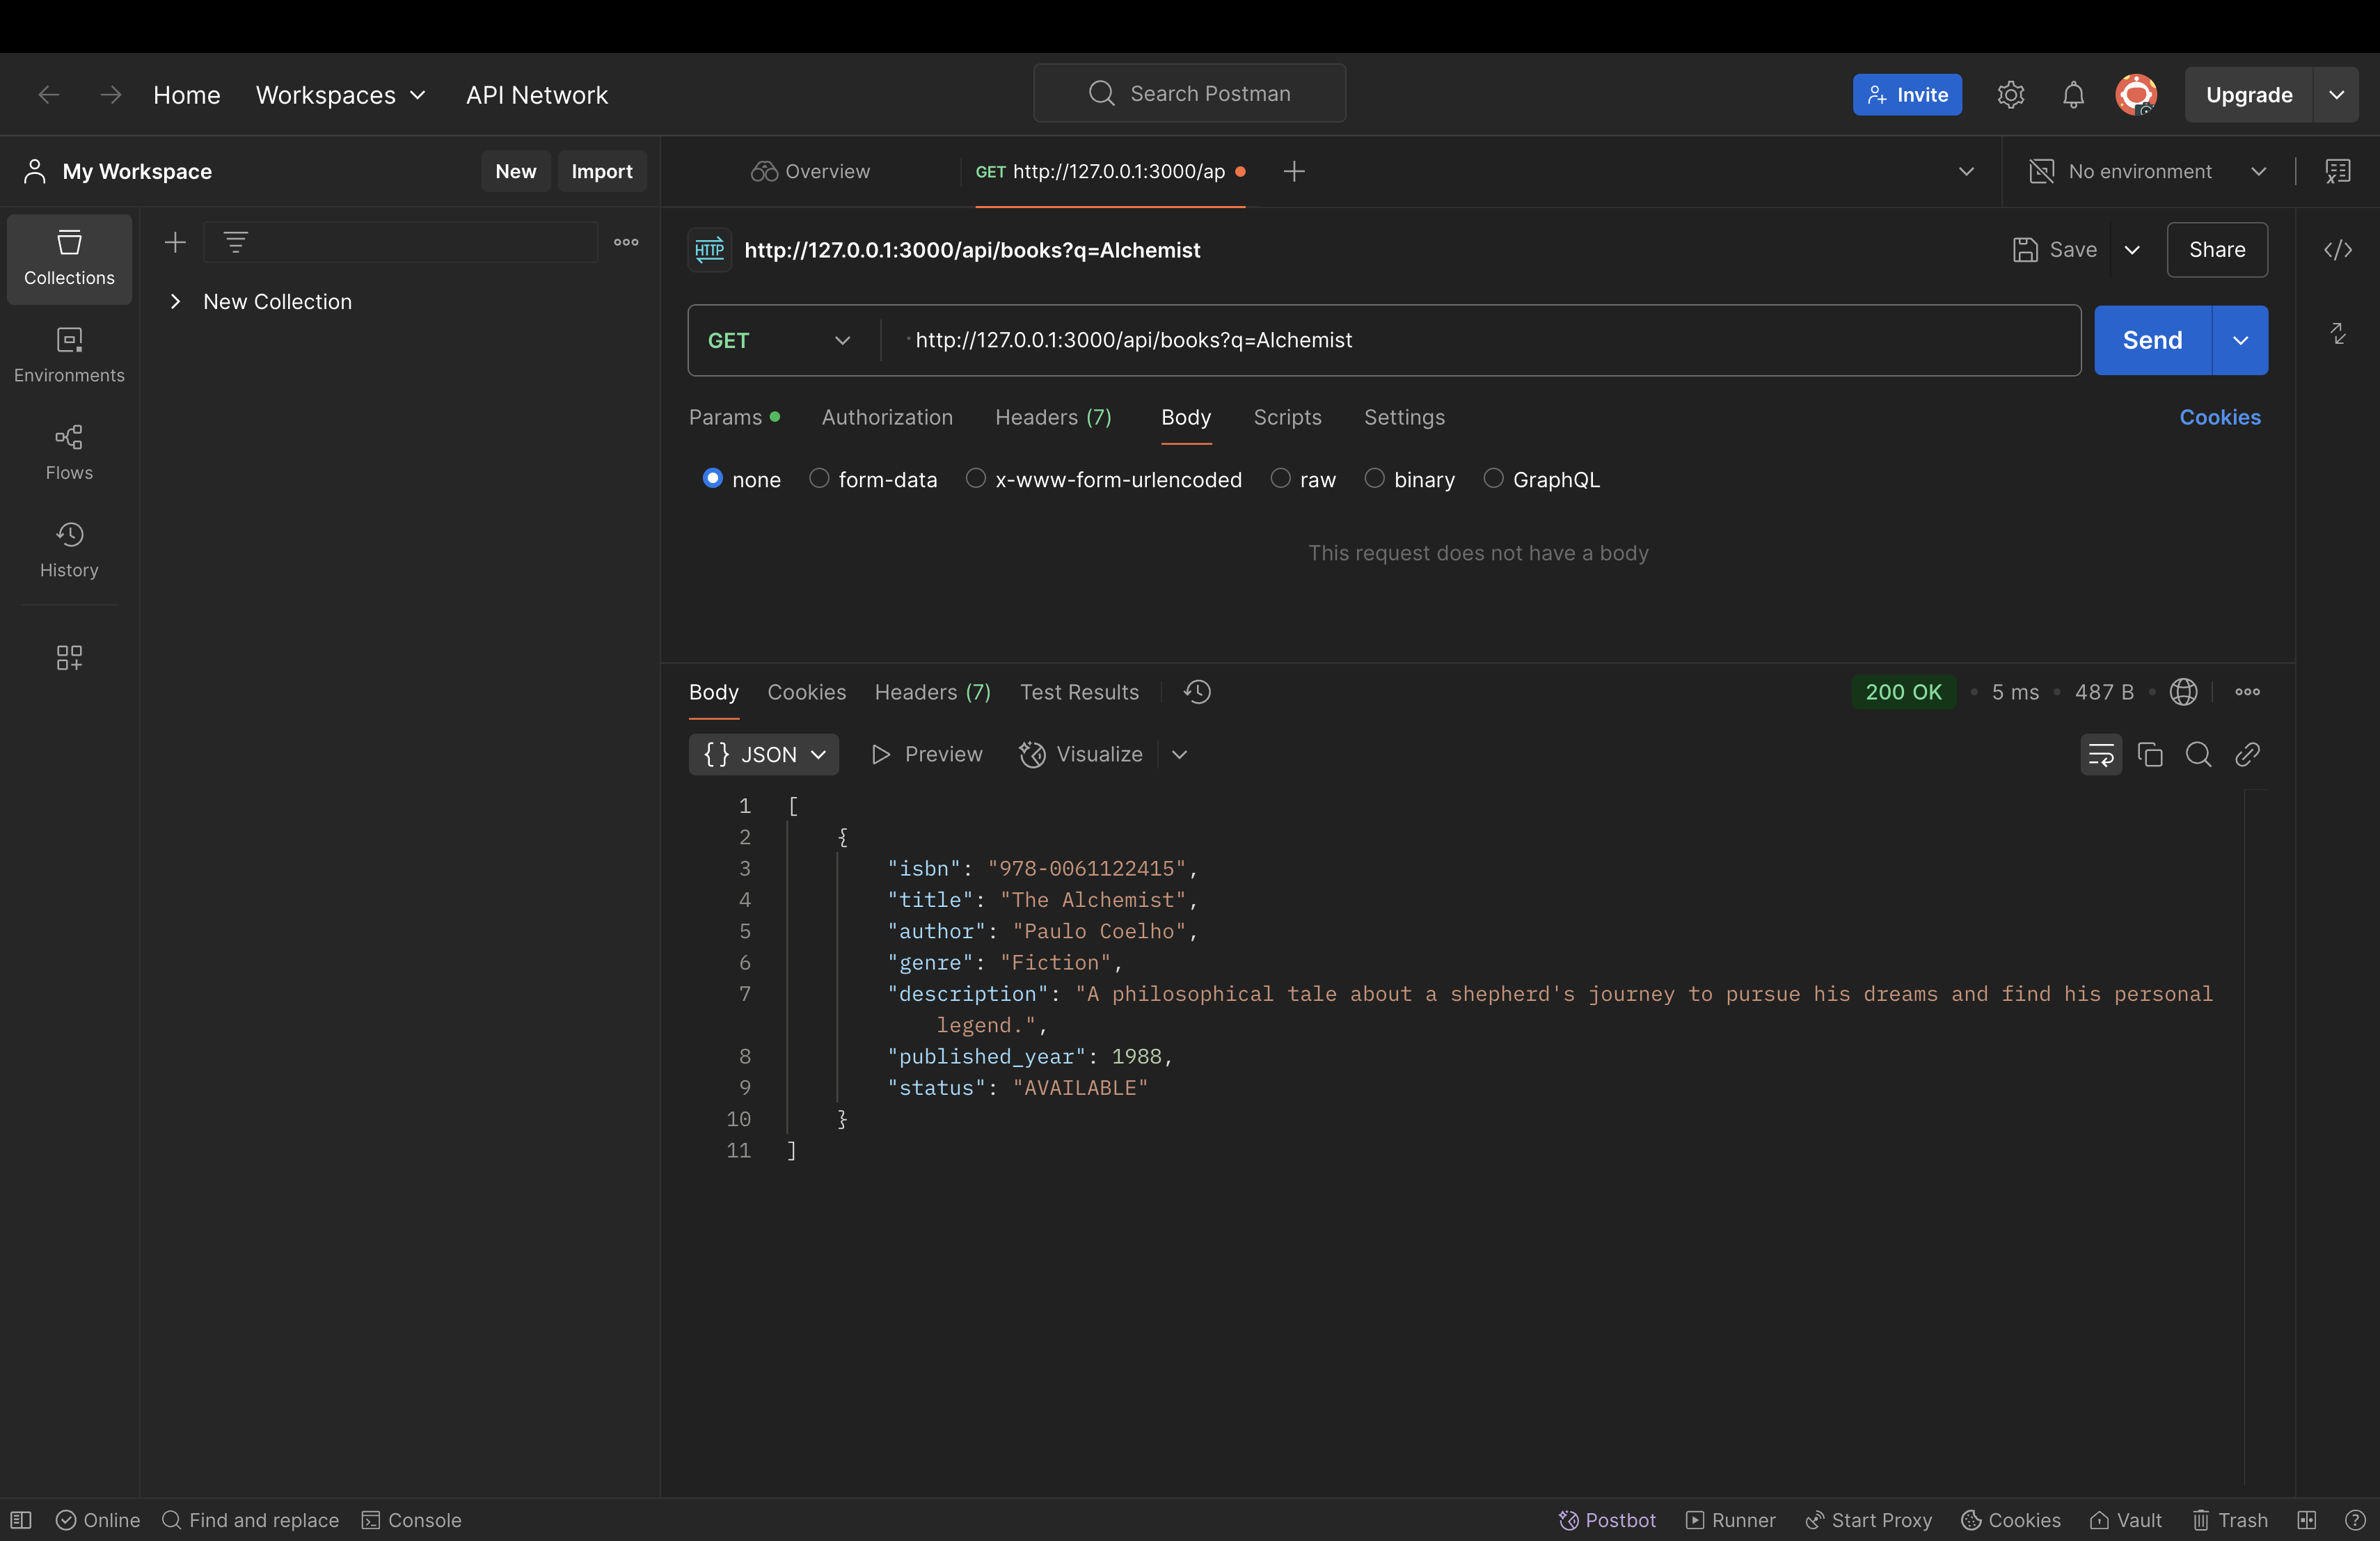 Home Workspaces API Network Search Postman Invite Upgrade
My Workspace New Import Overview GET http://127.0.0.1:3000/ap No environment
Collections
Environments
Flows
History
New Collection
HTTP http://127.0.0.1:3000/api/books?q=Alchemist Save Share
GET http://127.0.0.1:3000/api/books?q=Alchemist Send
Params Authorization Headers (7) Body Scripts Settings Cookies
none form-data x-www-form-urlencoded raw binary GraphQL
This request does not have a body
Body Cookies Headers (7) Test Results 200 OK • 5 ms • 487 B •
{} JSON Preview Visualize
1 [
2 {
3 "isbn": "978-0061122415",
4 "title": "The Alchemist",
5 "author": "Paulo Coelho",
6 "genre": "Fiction",
7 "description": "A philosophical tale about a shepherd's journey to pursue his dreams and find his personal
legend.",
8 "published_year": 1988,
9 "status": "AVAILABLE"
10 }
11 ]
Online Find and replace Console Postbot Runner Start Proxy Cookies Vault Trash